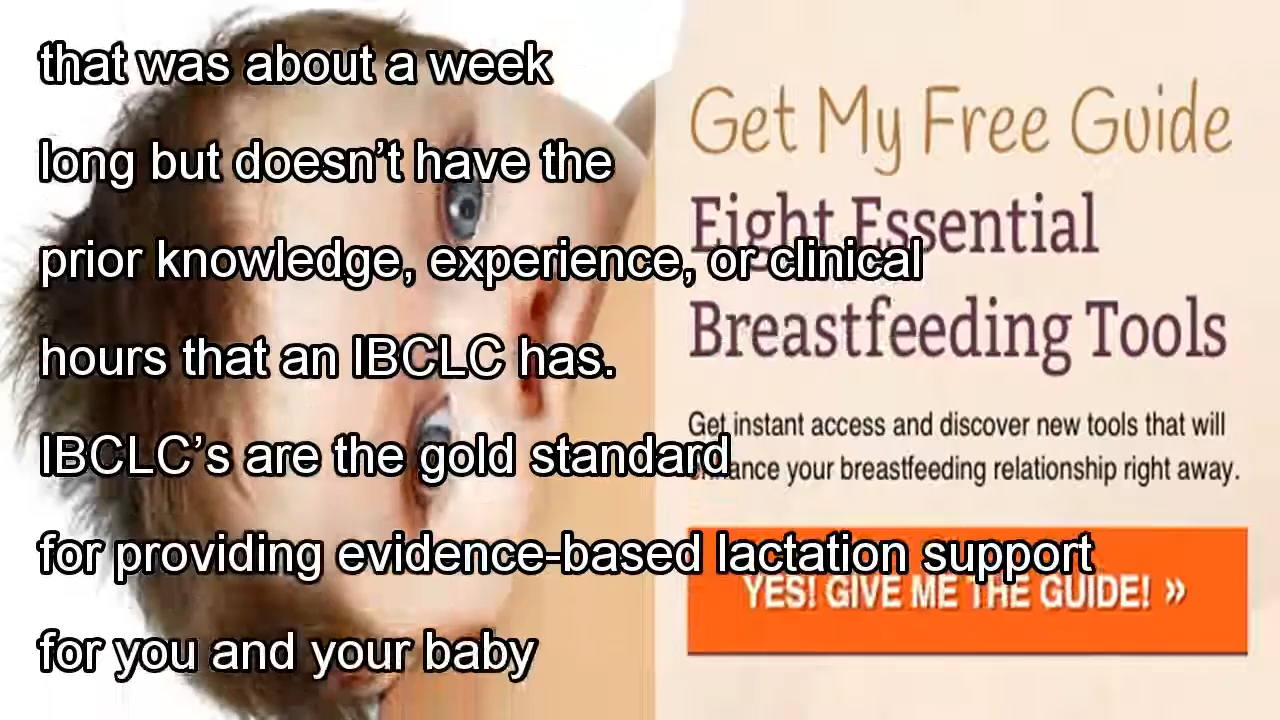 that was about a week
long but doesn’t have the
prior knowledge, experience, or clinical
hours that an IBCLC has.
IBCLC’s are the gold standard
for providing evidence-based lactation support
for you and your baby
Get My Free Guide
Eight Essential
Breastfeeding Tools
Get instant access and discover new tools that will
enhance your breastfeeding relationship right away.
YES! GIVE ME THE GUIDE! »